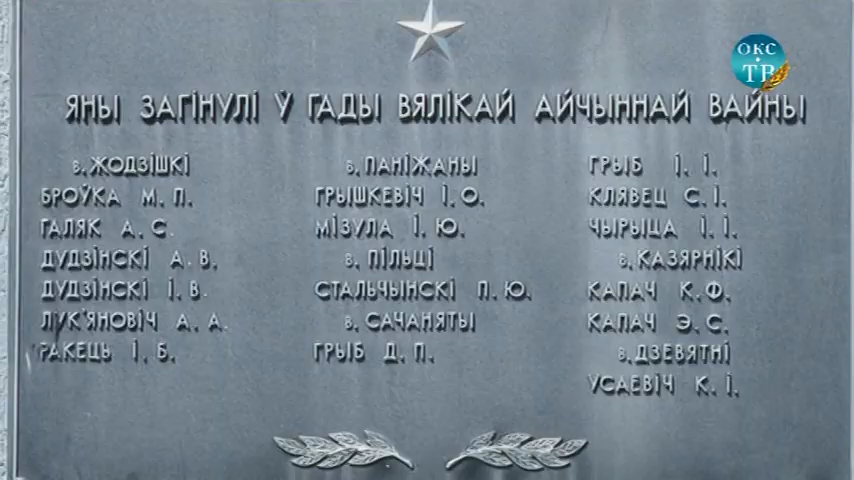 ОКС
ТВ
ЯНЫ ЗАГІНУЛІ Ў ГАДЫ ВЯЛІКАЙ АЙЧЫННАЙ ВАЙНЫ
в. ЖОДЗІШКІ
БРОЎКА М. П.
ГАЛЯК А. С.
ДУДЗІНСКІ А. В.
ДУДЗІНСКІ І. В.
ЛУК'ЯНОВІЧ А. А.
РАКЕЦЬ І. Б.
в. ПАНІЖАНЫ
ГРЫШКЕВІЧ І. О.
МІЗУЛА І. Ю.
в. ПІЛЬЦІ
СТАЛЬЧЫНСКІ П. Ю.
в. САЧАНЯТЫ
ГРЫБ Д. П.
ГРЫБ І. І.
КЛЯВЕЦ С. І.
ЧЫРЫЦА І. І.
в. КАЗЯРНІКІ
КАПАЧ К. Ф.
КАПАЧ Э. С.
в. ДЗЕВЯТНІ
УСАЕВІЧ К. І.